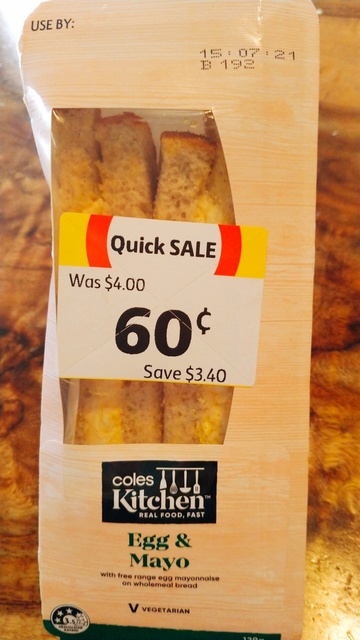 USE BY:
15:07:21
B 192
Quick SALE
Was $4.00
60¢
Save $3.40
coles
Kitchen™
REAL FOOD, FAST
Egg &
Mayo
with free range egg mayonnaise
on wholemeal bread
V VEGETARIAN